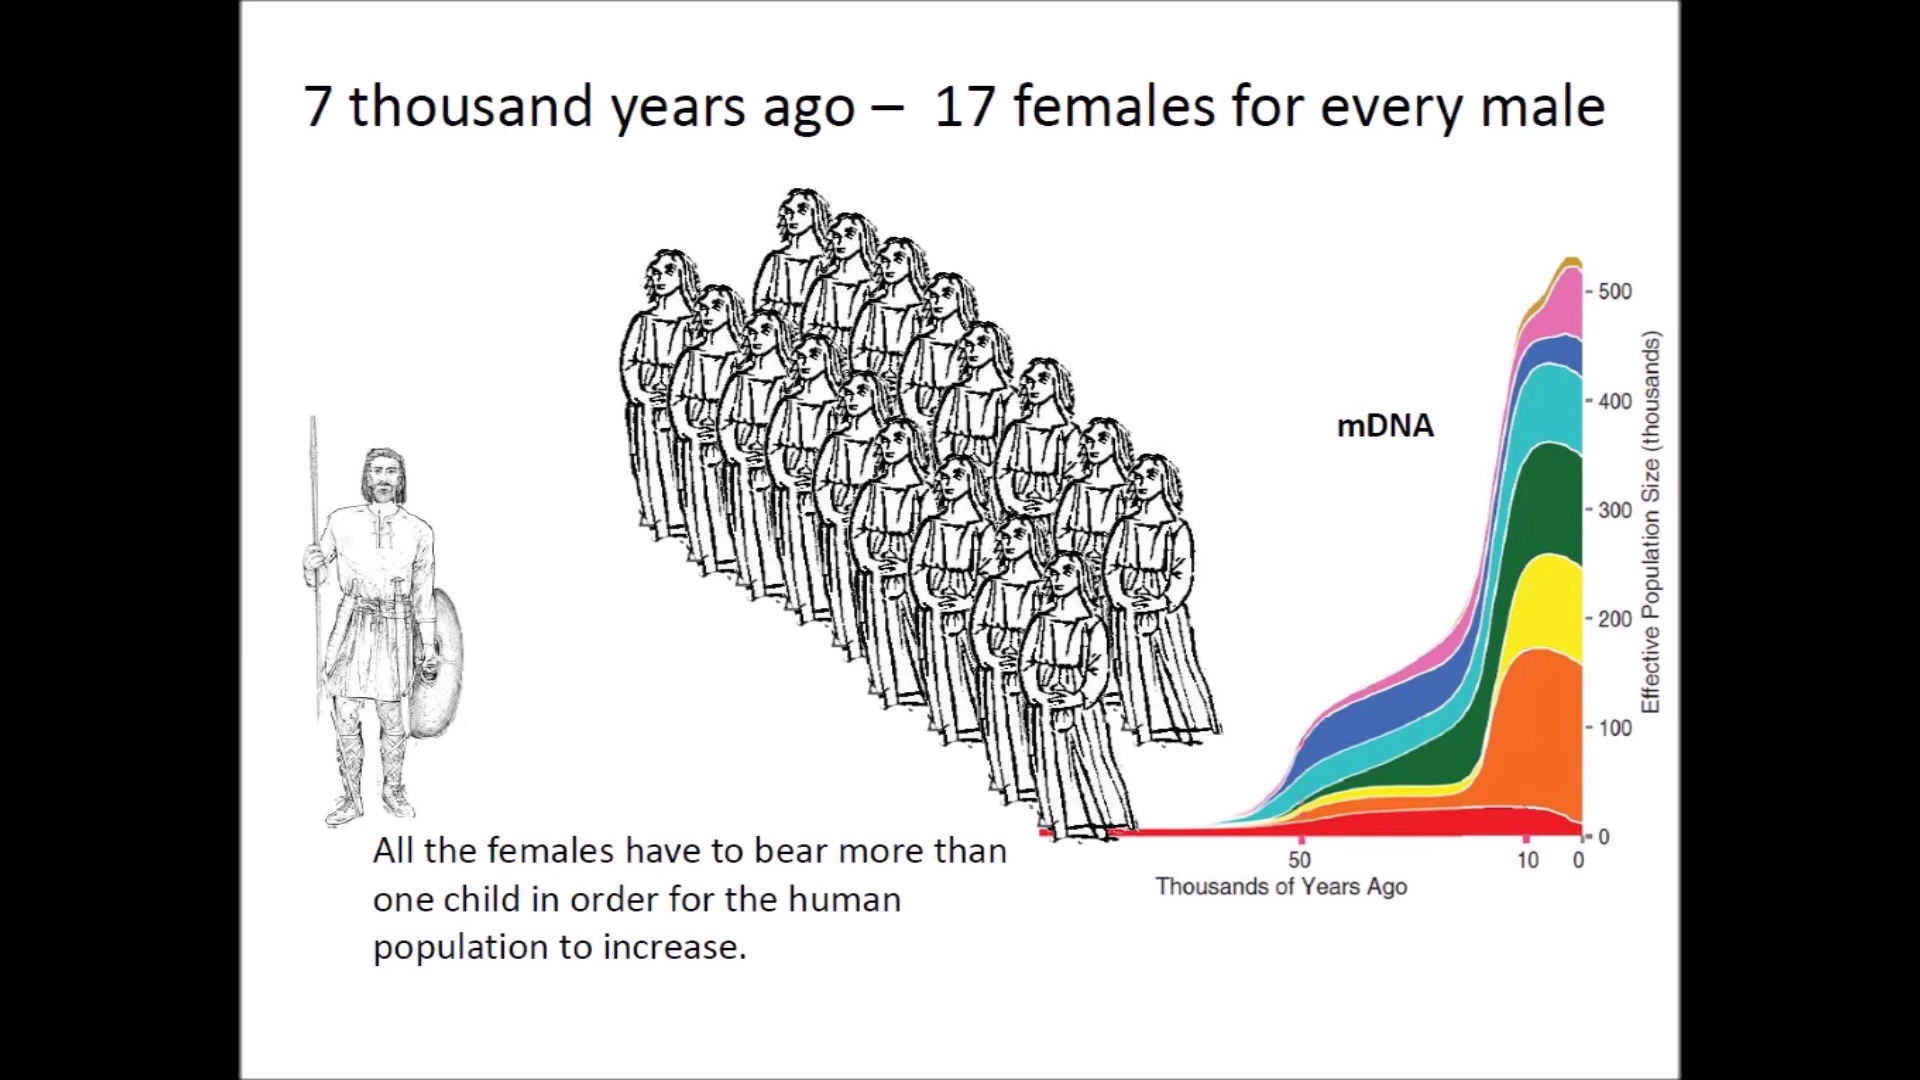 7 thousand years ago – 17 females for every male
mDNA
500
400
300
200
100
0
Effective Population Size (thousands)
50
10
0
Thousands of Years Ago
All the females have to bear more than
one child in order for the human
population to increase.